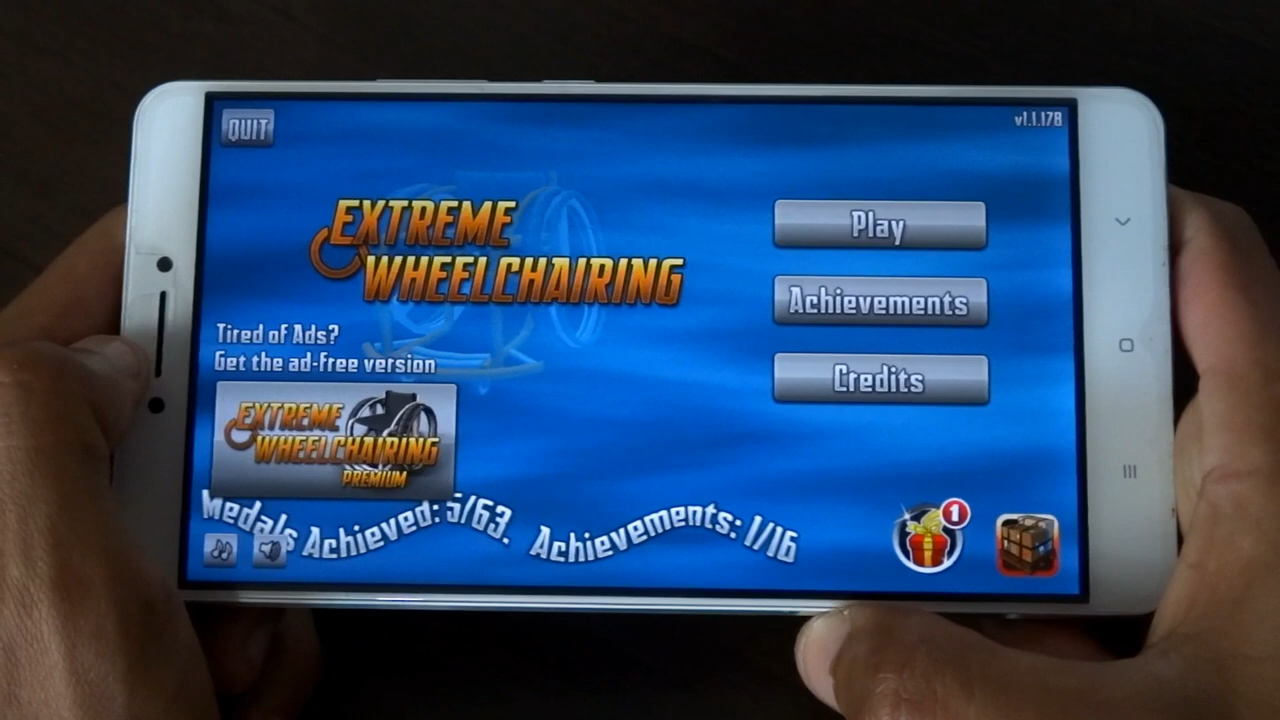 QUIT
v1.1.178
EXTREME
WHEELCHAIRING
Play
Achievements
Credits
Tired of Ads?
Get the ad-free version
EXTREME
WHEELCHAIRING
PREMIUM
Medals Achieved: 5/63. Achievements: 1/16
1